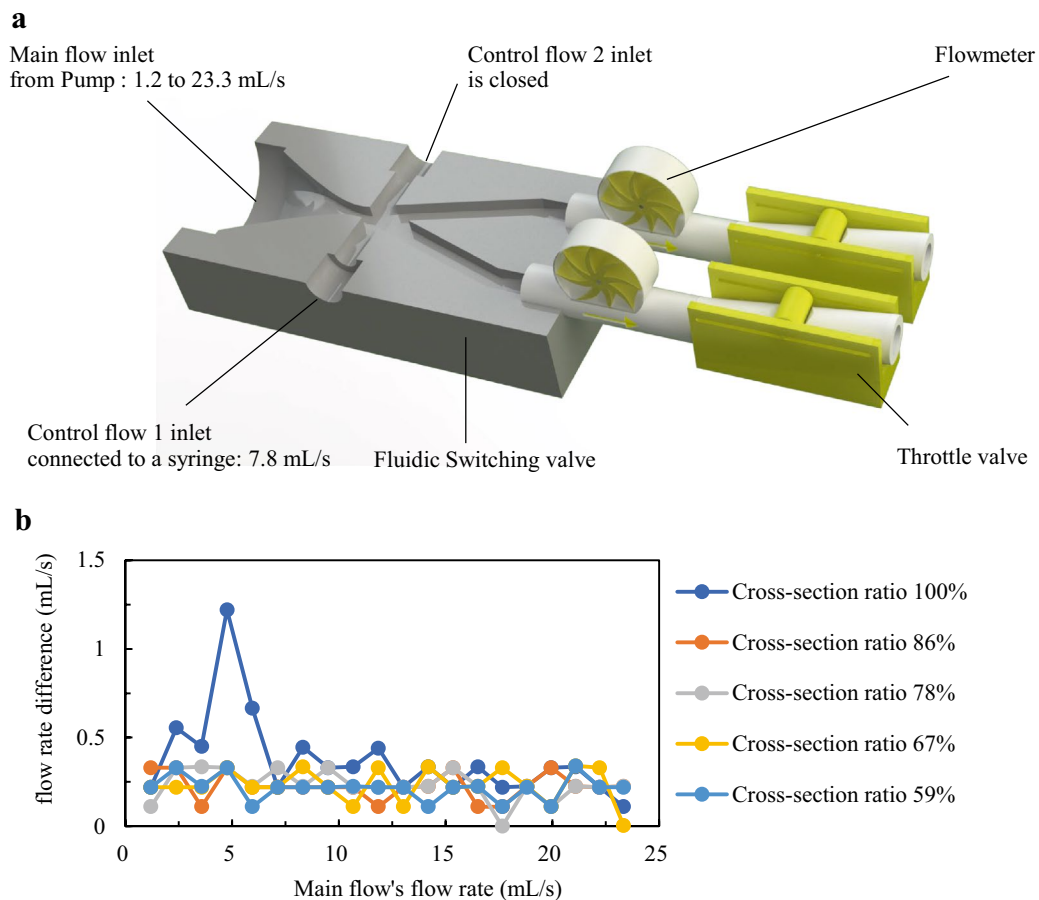 a
Main flow inlet
from Pump : 1.2 to 23.3 mL/s
Control flow 2 inlet
is closed
Flowmeter
Control flow 1 inlet
connected to a syringe: 7.8 mL/s
Fluidic Switching valve
Throttle valve
b
flow rate difference (mL/s)
1.5
1
0.5
0
0 5 10 15 20 25
Main flow's flow rate (mL/s)
Cross-section ratio 100%
Cross-section ratio 86%
Cross-section ratio 78%
Cross-section ratio 67%
Cross-section ratio 59%